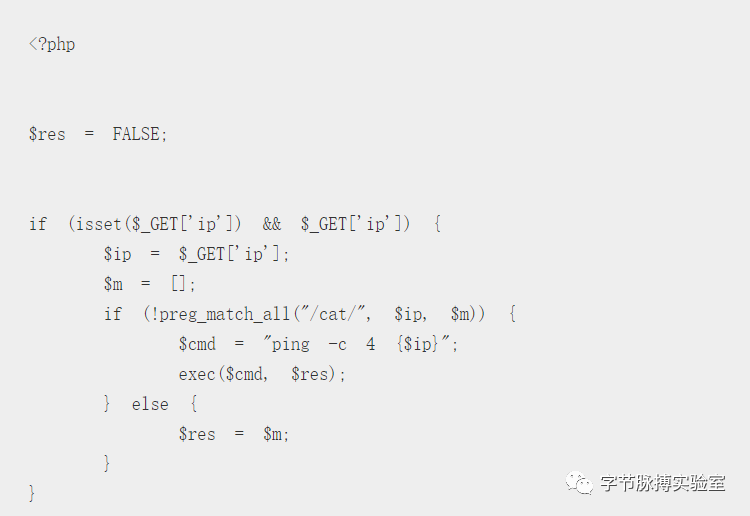 <?php
$res = FALSE;
if (isset($_GET['ip']) && $_GET['ip']) {
$ip = $_GET['ip'];
$m = [];
if (!preg_match_all("/cat/", $ip, $m)) {
$cmd = "ping -c 4 {$ip}";
exec($cmd, $res);
} else {
$res = $m;
}
}
字节脉搏实验室